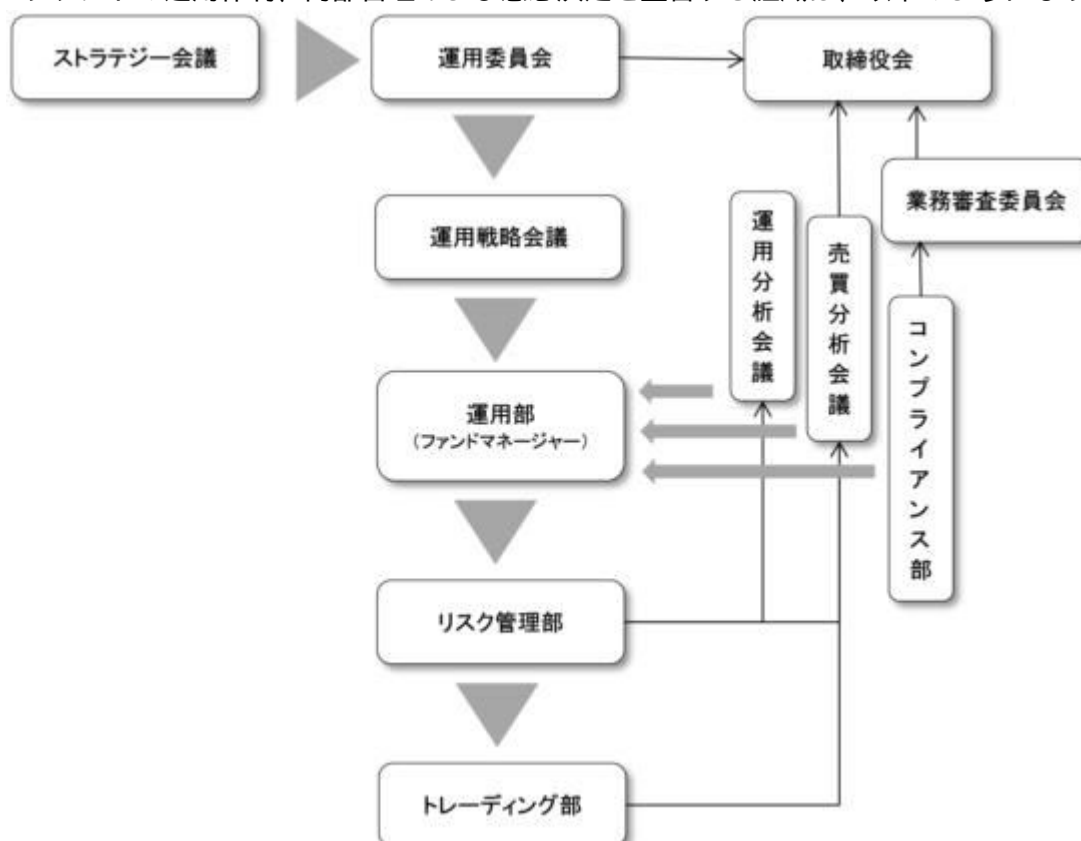 ストラテジー会議
運用委員会
取締役会
業務審査委員会
運用戦略会議
運用分析会議
売買分析会議
コンプライアンス部
運用部
(ファンドマネージャー)
リスク管理部
トレーディング部